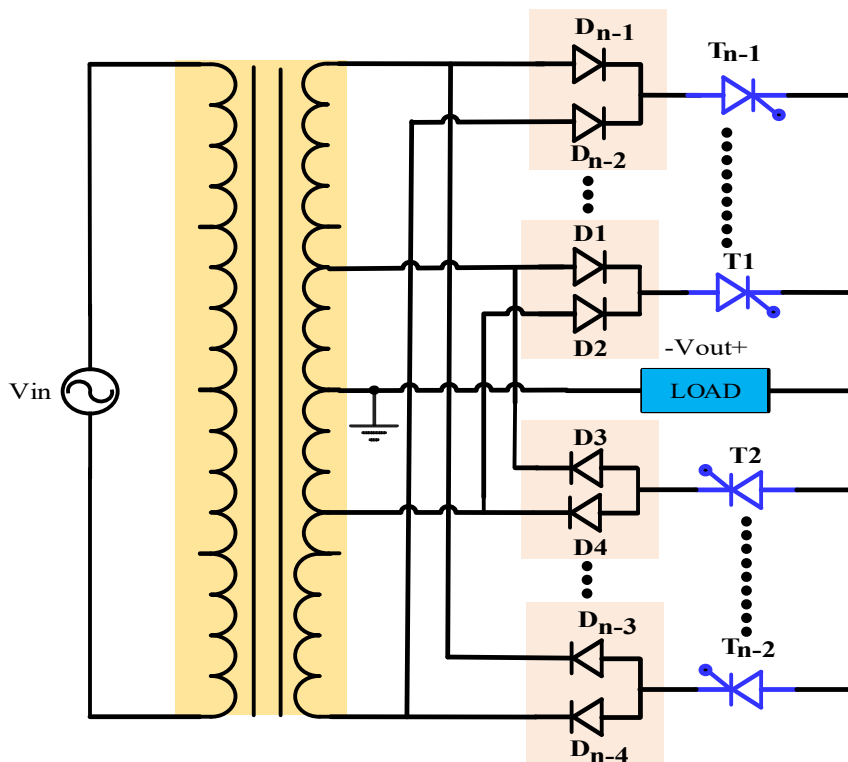 Dn-1
Tn-1
Dn-2
D1
T1
D2
-Vout+
Vin
LOAD
D3
T2
D4
Dn-3
Tn-2
Dn-4